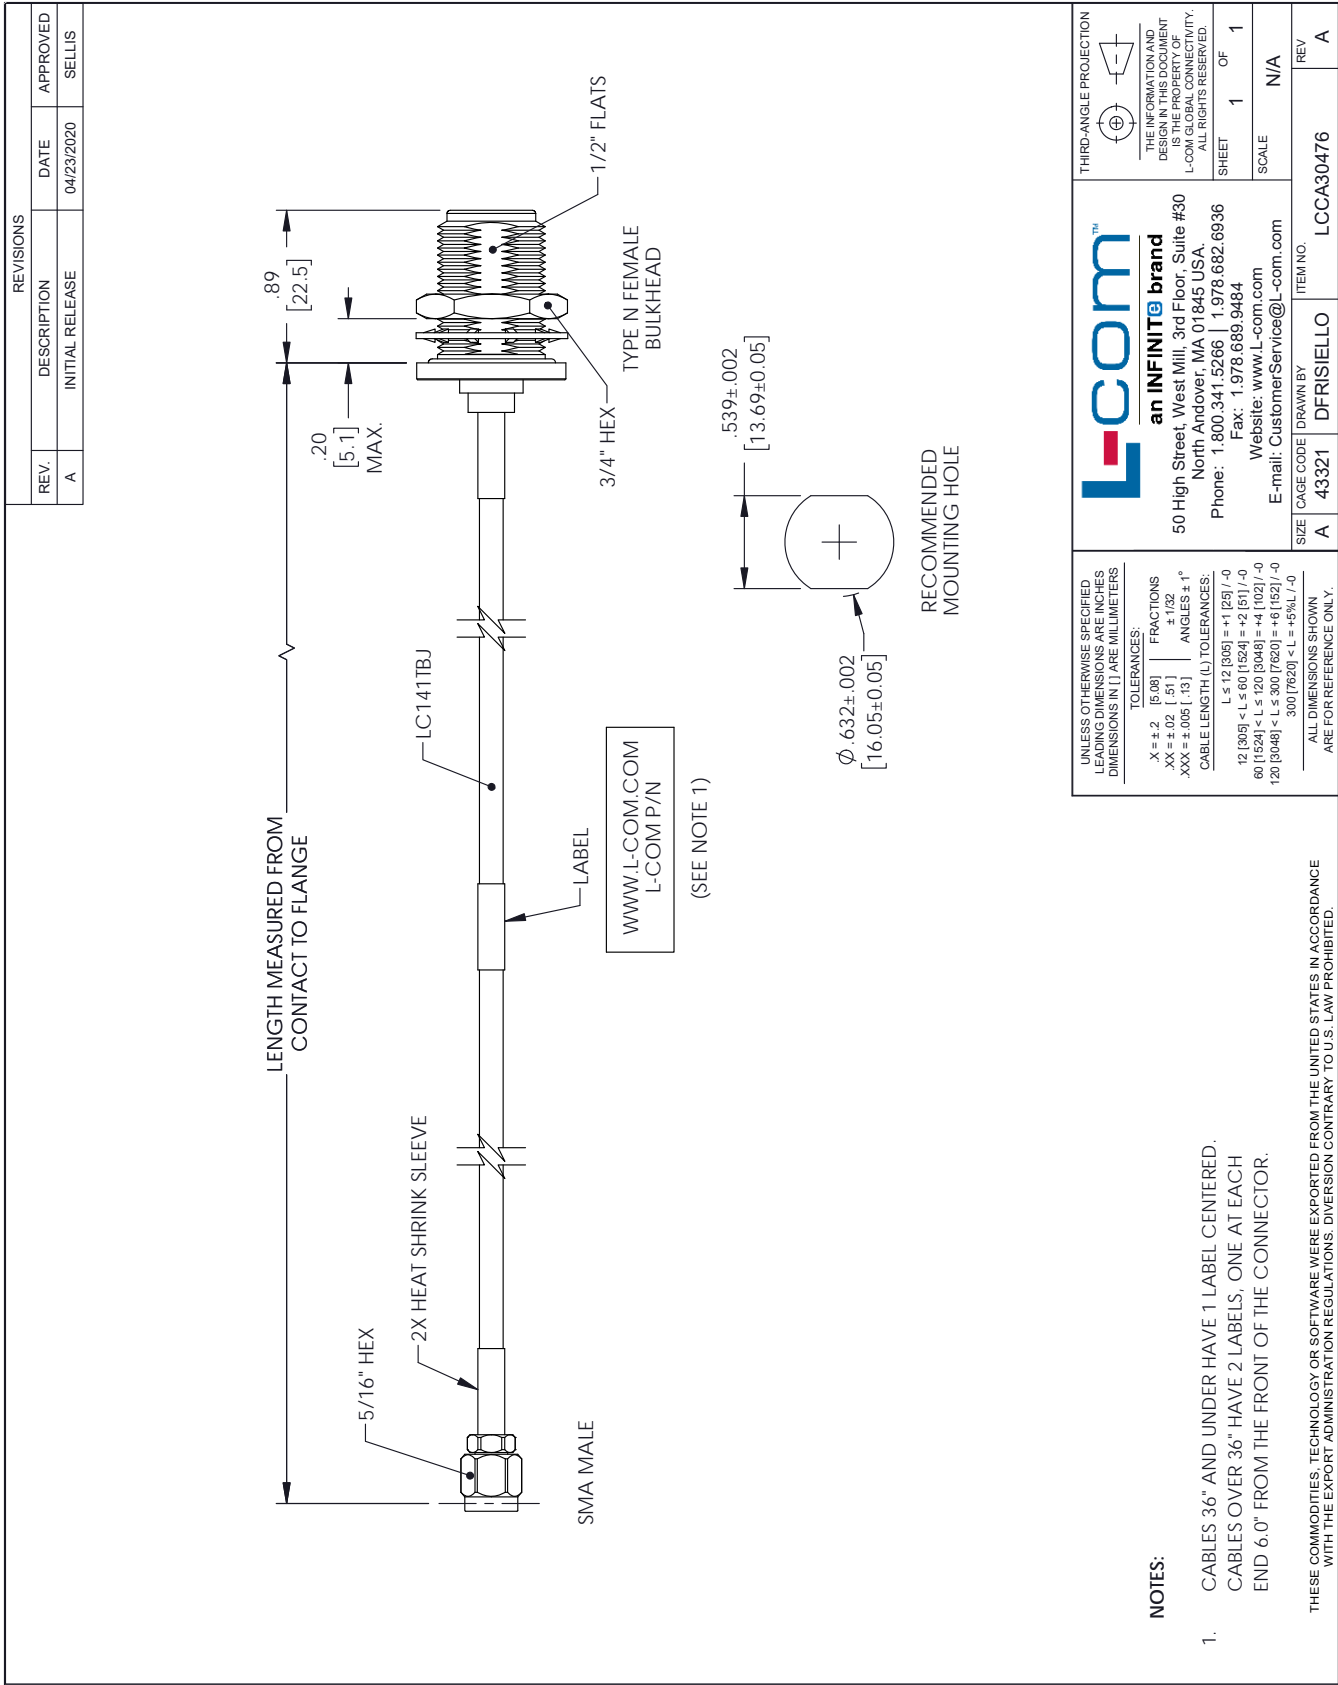 REVISIONS
REV. DESCRIPTION DATE APPROVED
A INITIAL RELEASE 04/23/2020 SELLIS
LENGTH MEASURED FROM
CONTACT TO FLANGE
.89
[22.5]
.20
[5.1]
MAX.
5/16" HEX
2X HEAT SHRINK SLEEVE
LC141TBJ
LABEL
3/4" HEX
1/2" FLATS
SMA MALE
TYPE N FEMALE
BULKHEAD
WWW.L-COM.COM
L-COM P/N
(SEE NOTE 1)
.539±.002
[13.69±0.05]
Ø.632±.002
[16.05±0.05]
RECOMMENDED
MOUNTING HOLE
NOTES:
1. CABLES 36" AND UNDER HAVE 1 LABEL CENTERED.
CABLES OVER 36" HAVE 2 LABELS, ONE AT EACH
END 6.0" FROM THE FRONT OF THE CONNECTOR.
THESE COMMODITIES, TECHNOLOGY OR SOFTWARE WERE EXPORTED FROM THE UNITED STATES IN ACCORDANCE
WITH THE EXPORT ADMINISTRATION REGULATIONS. DIVERSION CONTRARY TO U.S. LAW PROHIBITED.
UNLESS OTHERWISE SPECIFIED
LEADING DIMENSIONS ARE INCHES
DIMENSIONS IN [ ] ARE MILLIMETERS
TOLERANCES:
.X = ±.2 [5.08] FRACTIONS
.XX = ±.02 [.51] ± 1/32
.XXX = ±.005 [.13] ANGLES ± 1°
CABLE LENGTH (L) TOLERANCES:
L ≤ 12 [305] = +1 [25] / -0
12 [305] < L ≤ 60 [1524] = +2 [51] / -0
60 [1524] < L ≤ 120 [3048] = +4 [102] / -0
120 [3048] < L ≤ 300 [7620] = +6 [152] / -0
300 [7620] < L = +5%L / -0
ALL DIMENSIONS SHOWN
ARE FOR REFERENCE ONLY.
L-com™
an INFINITe brand
50 High Street, West Mill, 3rd Floor, Suite #30
North Andover, MA 01845 USA.
Phone: 1.800.341.5266 | 1.978.682.6936
Fax: 1.978.689.9484
Website: www.L-com.com
E-mail: CustomerService@L-com.com
THIRD-ANGLE PROJECTION
THE INFORMATION AND
DESIGN IN THIS DOCUMENT
IS THE PROPERTY OF
L-COM GLOBAL CONNECTIVITY.
ALL RIGHTS RESERVED.
SHEET 1 OF 1
SCALE N/A
SIZE A
CAGE CODE 43321
DRAWN BY DFRISIELLO
ITEM NO. LCCA30476
REV A